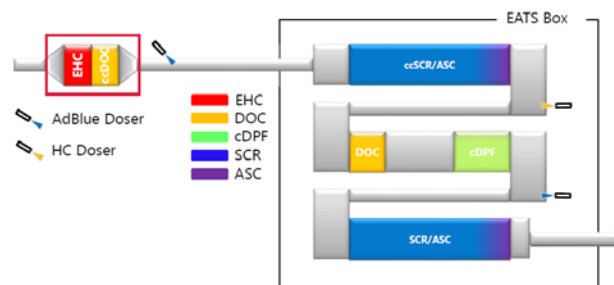 EATS Box
EHC
ccDOC
ccSCR/ASC
AdBlue Doser
HC Doser
EHC
DOC
cDPF
SCR
ASC
DOC
cDPF
SCR/ASC